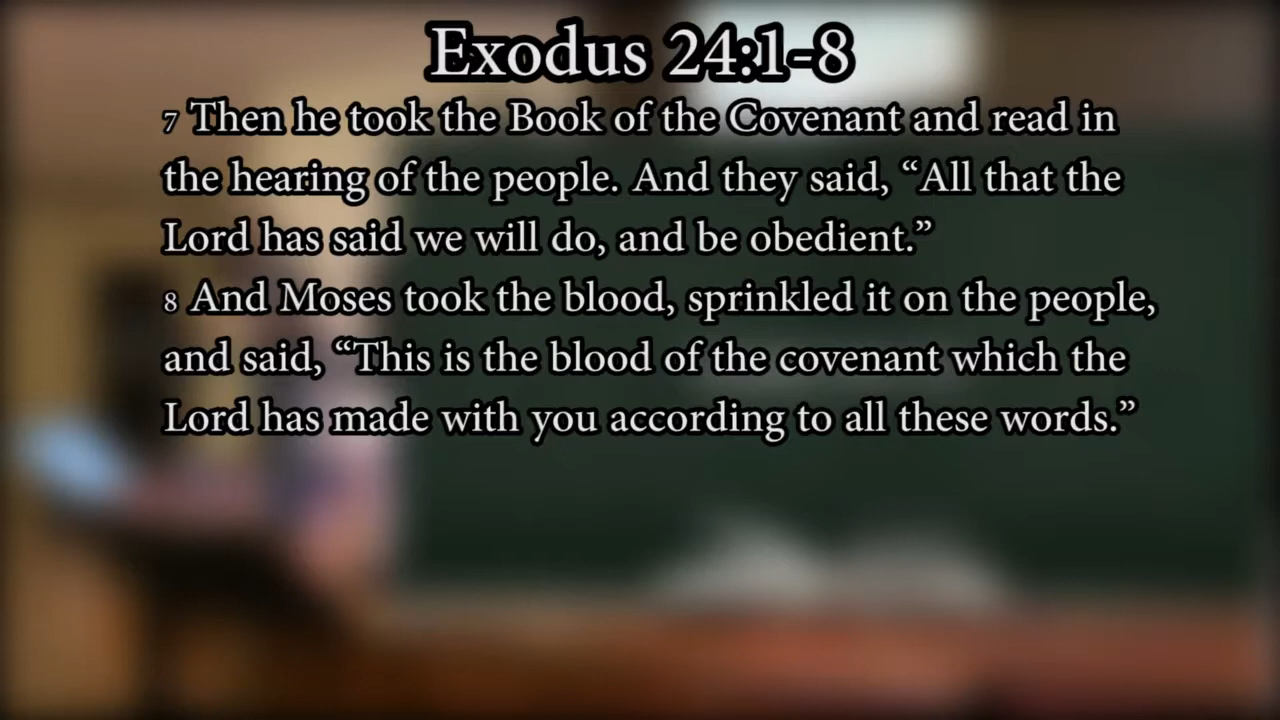 Exodus 24:1-8
7 Then he took the Book of the Covenant and read in
the hearing of the people. And they said, “All that the
Lord has said we will do, and be obedient.”
8 And Moses took the blood, sprinkled it on the people,
and said, “This is the blood of the covenant which the
Lord has made with you according to all these words.”